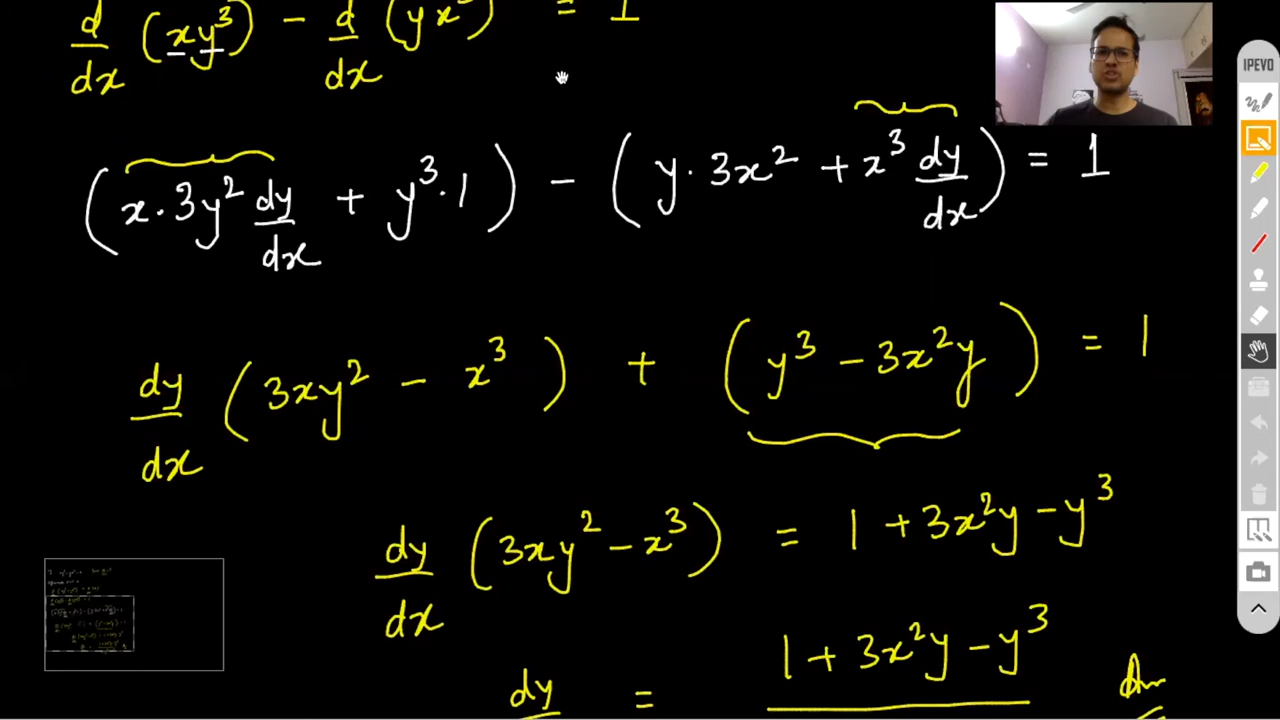 d/dx (xy³) − d/dx (yx³) = 1
IPEVO
(x · 3y² dy/dx + y³ · 1) − (y · 3x² + x³ dy/dx) = 1
dy/dx (3xy² − x³) + (y³ − 3x²y) = 1
dy/dx (3xy² − x³) = 1 + 3x²y − y³
dy = 1 + 3x²y − y³ Ans